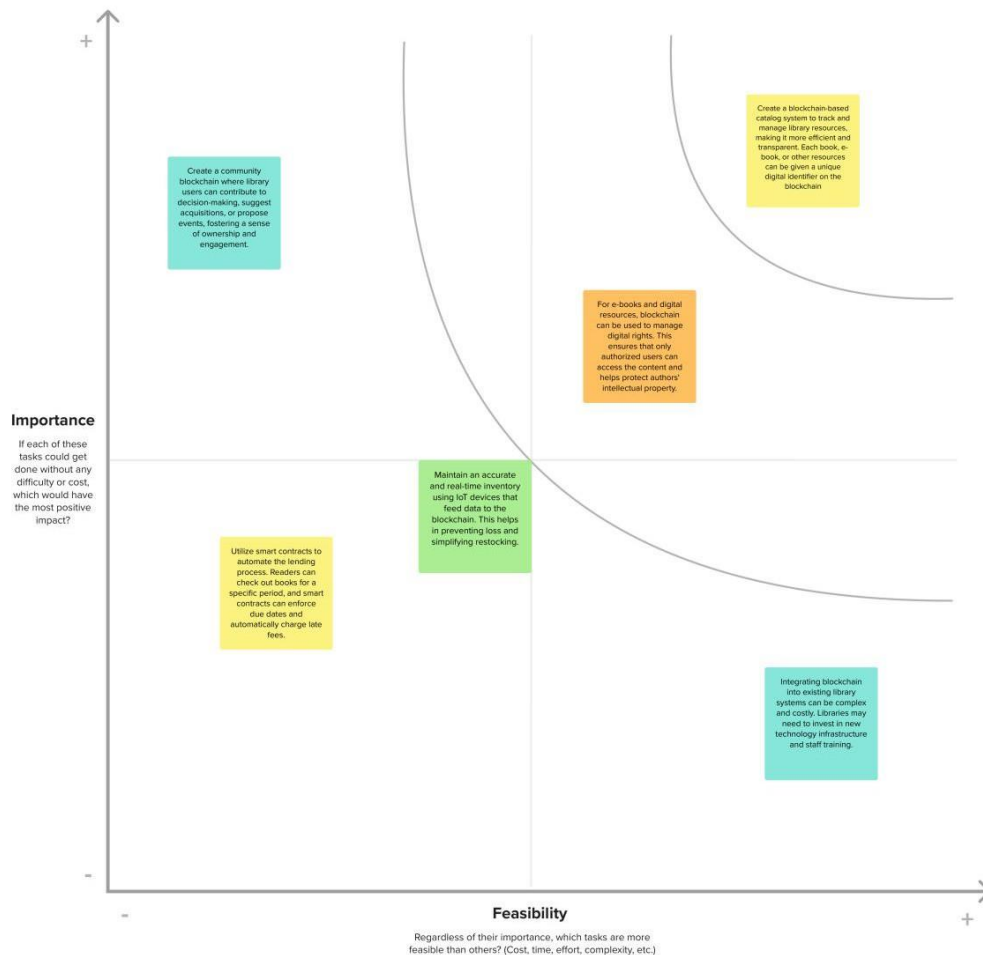 +
Create a blockchain-based
catalog system to track and
manage library resources,
making it more efficient and
transparent. Each book, e-
book, or other resources
can be given a unique
digital identifier on the
blockchain
Create a community
blockchain where library
users can contribute to
decision-making, suggest
acquisitions, or propose
events, fostering a sense
of ownership and
engagement.
For e-books and digital
resources, blockchain
can be used to manage
digital rights. This
ensures that only
authorized users can
access the content and
helps protect authors'
intellectual property.
Importance
If each of these
tasks could get
done without any
difficulty or cost,
which would have
the most positive
impact?
Maintain an accurate
and real-time inventory
using IoT devices that
feed data to the
blockchain. This helps
in preventing loss and
simplifying restocking.
Utilize smart contracts to
automate the lending
process. Readers can
check out books for a
specific period, and smart
contracts can enforce
due dates and
automatically charge late
fees.
Integrating blockchain
into existing library
systems can be complex
and costly. Libraries may
need to invest in new
technology infrastructure
and staff training.
-
-
Feasibility
+
Regardless of their importance, which tasks are more
feasible than others? (Cost, time, effort, complexity, etc.)